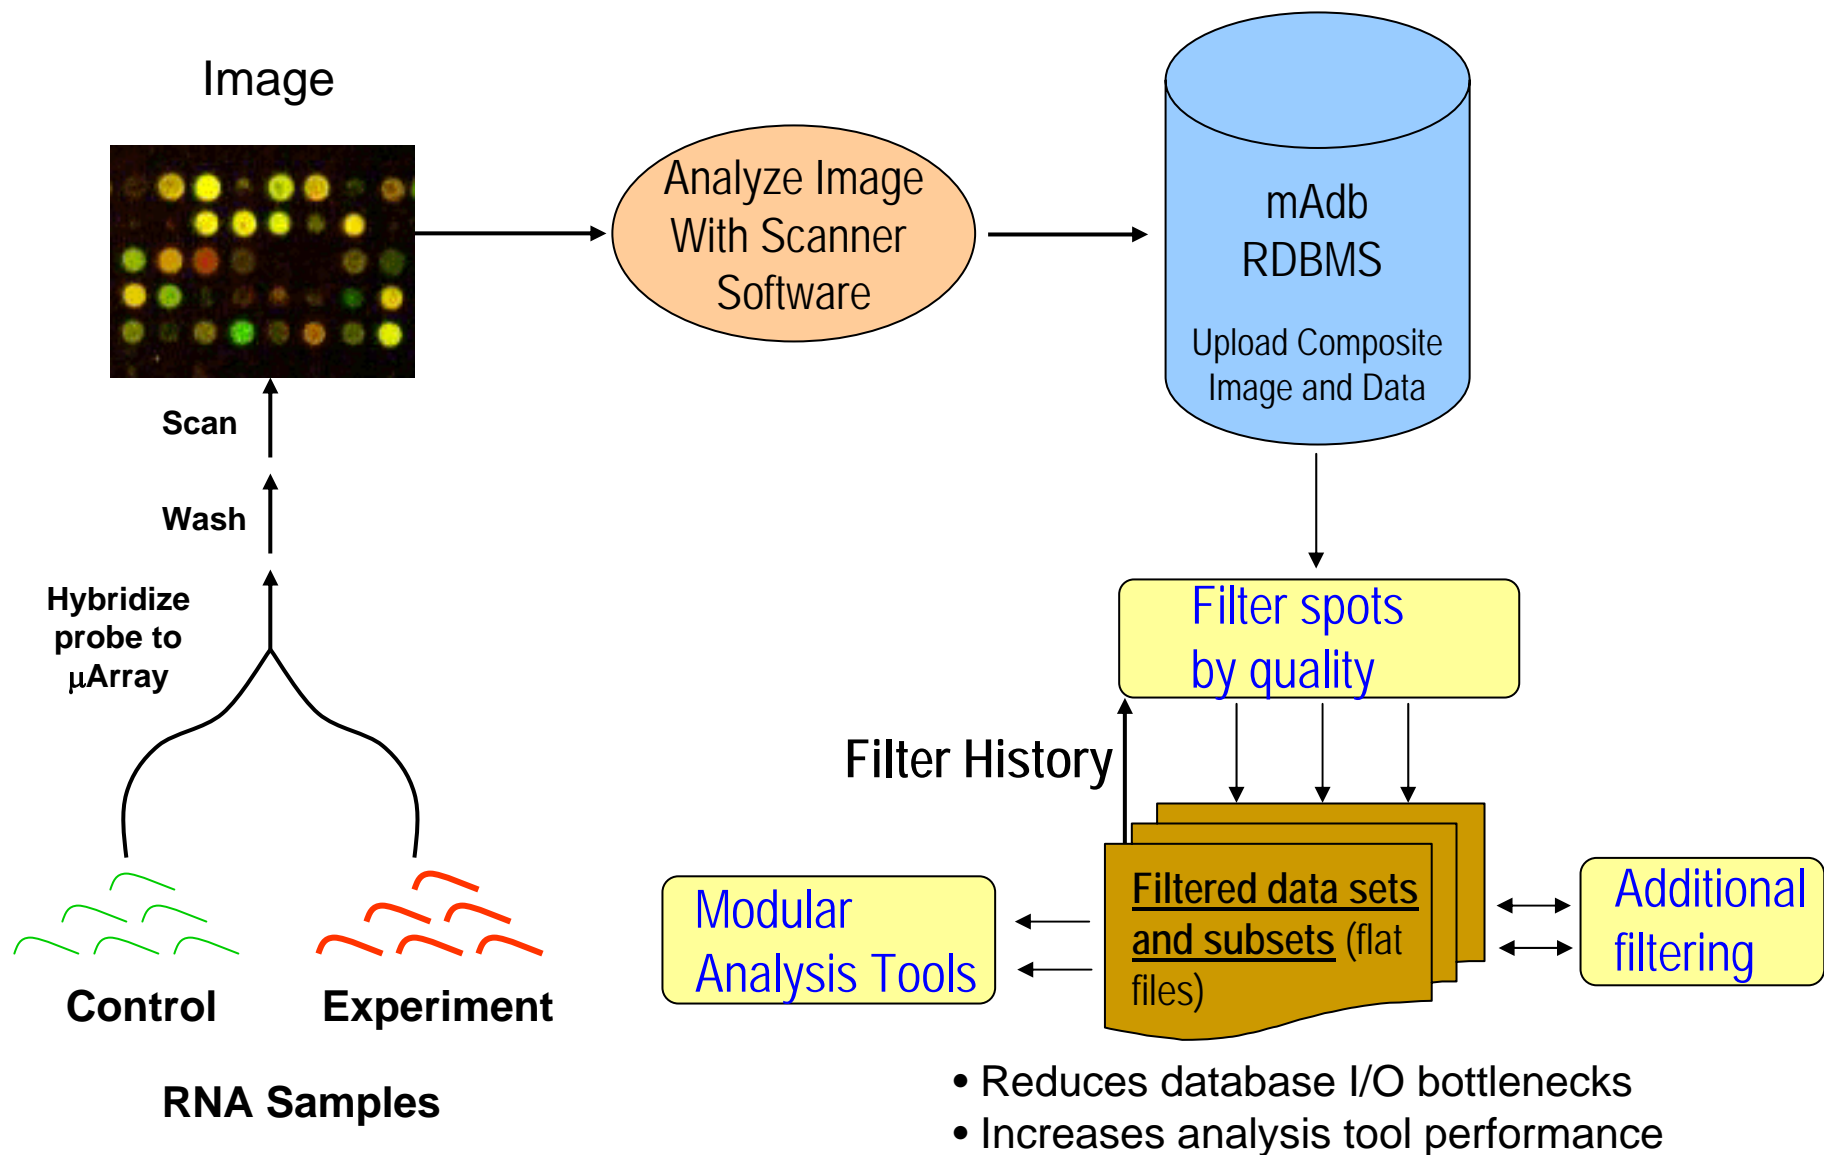 Image
Analyze Image
With Scanner
Software
mAdb
RDBMS
Upload Composite
Image and Data
Scan
Wash
Hybridize
probe to
μArray
Control
Experiment
RNA Samples
Filter spots
by quality
Filter History
Modular
Analysis Tools
Filtered data sets
and subsets (flat
files)
Additional
filtering
• Reduces database I/O bottlenecks
• Increases analysis tool performance